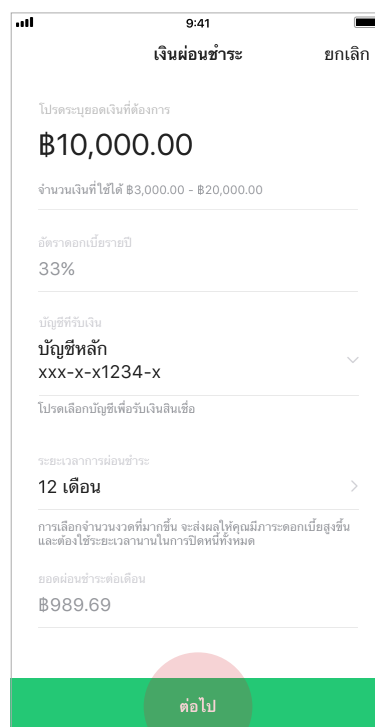 9:41
เงินผ่อนชำระ ยกเลิก
โปรดระบุยอดเงินที่ต้องการ
฿10,000.00
จำนวนเงินที่ใช้ได้ ฿3,000.00 - ฿20,000.00
อัตราดอกเบี้ยรายปี
33%
บัญชีที่รับเงิน
บัญชีหลัก
xxx-x-x1234-x
โปรดเลือกบัญชีเพื่อรับเงินสินเชื่อ
ระยะเวลาการผ่อนชำระ
12 เดือน
การเลือกจำนวนงวดที่มากขึ้น จะส่งผลให้คุณมีภาระดอกเบี้ยสูงขึ้น
และต้องใช้ระยะเวลานานในการปิดหนี้ทั้งหมด
ยอดผ่อนชำระต่อเดือน
฿989.69
ต่อไป